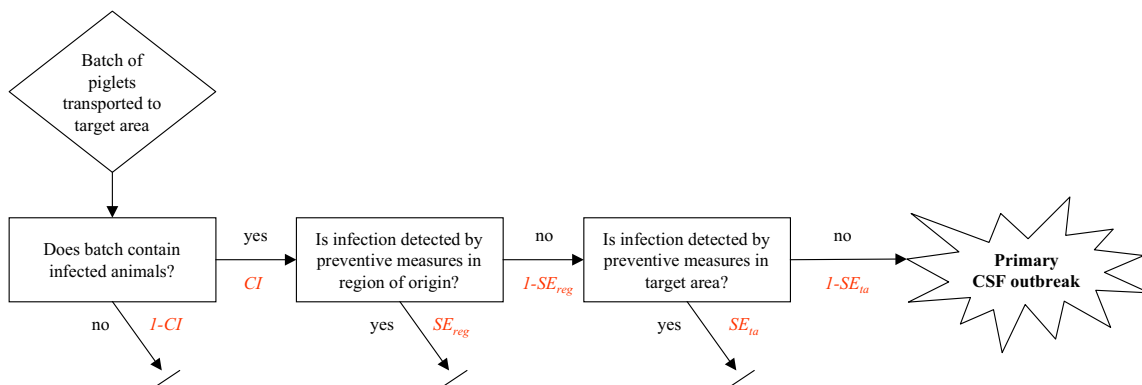 Batch of
piglets
transported to
target area
Does batch contain
infected animals?
yes
CI
no
1-CI
Is infection detected by
preventive measures in
region of origin?
no
1-SEreg
yes
SEreg
Is infection detected by
preventive measures in
target area?
no
1-SEta
yes
SEta
Primary
CSF outbreak